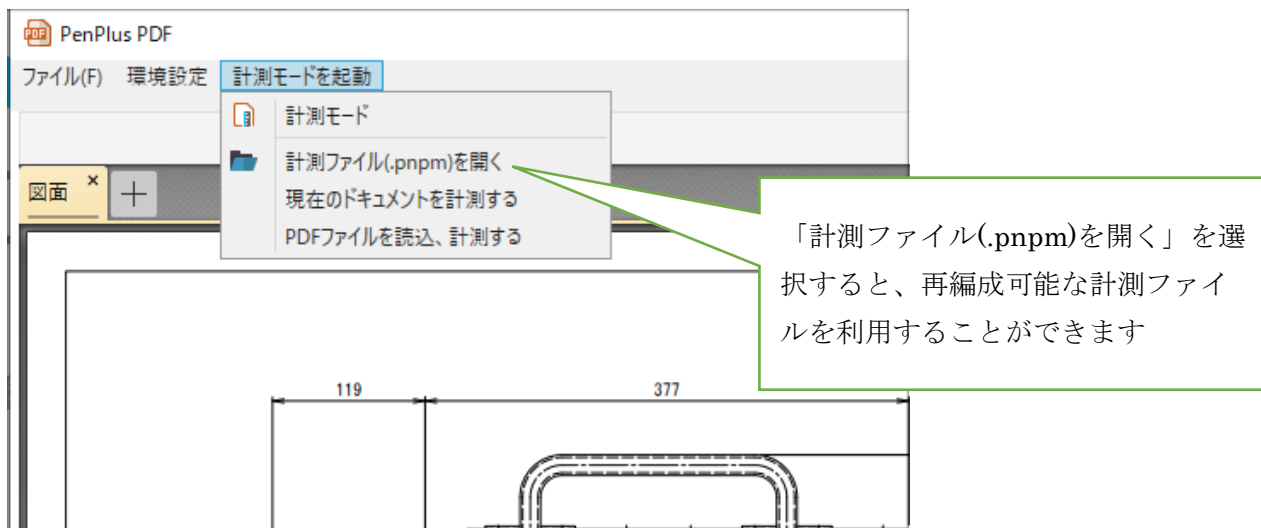 PenPlus PDF
ファイル(F) 環境設定 計測モードを起動
計測モード
計測ファイル(.pnpm)を開く
現在のドキュメントを計測する
PDFファイルを読込、計測する
図面 × +
「計測ファイル(.pnpm)を開く」を選
択すると、再編成可能な計測ファイ
ルを利用することができます
119 377